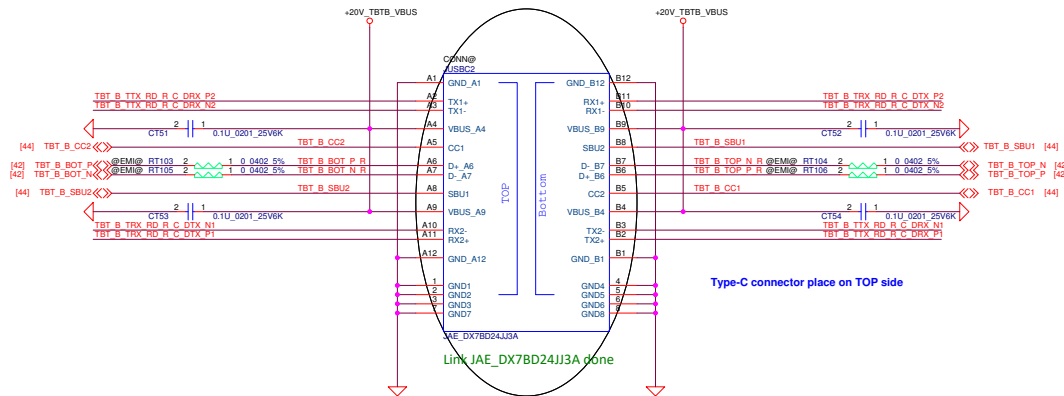 +20V_TBTB_VBUS +20V_TBTB_VBUS
CONN@
JUSBC2
A1 GND_A1 GND_B12 B12
TBT_B_TTX_RD_R_C_DRX_P2 A2 TX1+ RX1+ B11 TBT_B_TRX_RD_R_C_DTX_P2
TBT_B_TTX_RD_R_C_DRX_N2 A3 TX1- RX1- B10 TBT_B_TRX_RD_R_C_DTX_N2
2 1 A4 VBUS_A4 VBUS_B9 B9 2 1
CT51 0.1U_0201_25V6K CT52 0.1U_0201_25V6K
[44] TBT_B_CC2 TBT_B_CC2 A5 CC1 SBU2 B8 TBT_B_SBU1 TBT_B_SBU1 [44]
[42] TBT_B_BOT_P @EMI@ RT103 2 1 0_0402_5% TBT_B_BOT_P_R A6 D+_A6 D-_B7 B7 TBT_B_TOP_N_R @EMI@ RT104 2 1 0_0402_5% TBT_B_TOP_N [42
[42] TBT_B_BOT_N @EMI@ RT105 2 1 0_0402_5% TBT_B_BOT_N_R A7 D-_A7 D+_B6 B6 TBT_B_TOP_P_R @EMI@ RT106 2 1 0_0402_5% TBT_B_TOP_P [42
[44] TBT_B_SBU2 TBT_B_SBU2 A8 SBU1 CC2 B5 TBT_B_CC1 TBT_B_CC1 [44]
TOP Bottom
2 1 A9 VBUS_A9 VBUS_B4 B4 2 1
CT53 0.1U_0201_25V6K CT54 0.1U_0201_25V6K
TBT_B_TRX_RD_R_C_DTX_N1 A10 RX2- TX2- B3 TBT_B_TTX_RD_R_C_DRX_N1
TBT_B_TRX_RD_R_C_DTX_P1 A11 RX2+ TX2+ B2 TBT_B_TTX_RD_R_C_DRX_P1
A12 GND_A12 GND_B1 B1
Type-C connector place on TOP side
1 GND1 GND4 4
2 GND2 GND5 5
3 GND3 GND6 6
7 GND7 GND8 8
JAE_DX7BD24JJ3A
Link JAE_DX7BD24JJ3A done